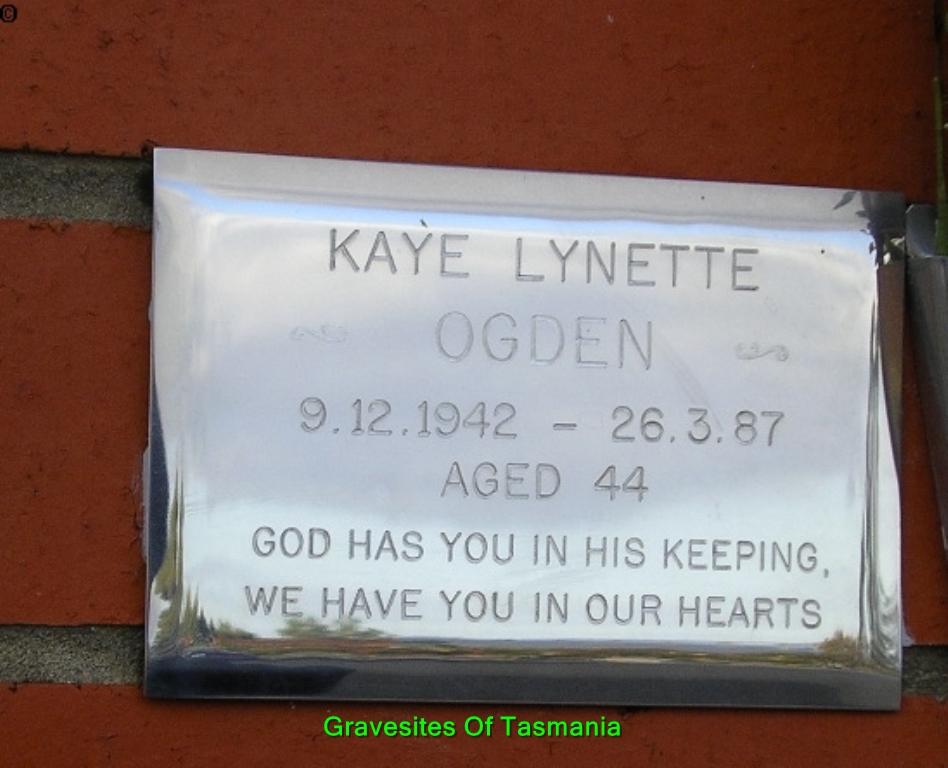 ©
KAYE LYNETTE
OGDEN
9.12.1942 – 26.3.87
AGED 44
GOD HAS YOU IN HIS KEEPING,
WE HAVE YOU IN OUR HEARTS
Gravesites Of Tasmania